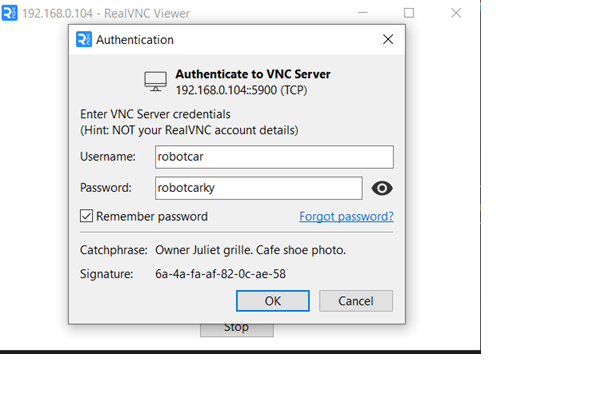 192.168.0.104 - RealVNC Viewer
Authentication
Authenticate to VNC Server
192.168.0.104::5900 (TCP)
Enter VNC Server credentials
(Hint: NOT your RealVNC account details)
Username: robotcar
Password: robotcarky
Remember password Forgot password?
Catchphrase: Owner Juliet grille. Cafe shoe photo.
Signature: 6a-4a-fa-af-82-0c-ae-58
OK Cancel
Stop